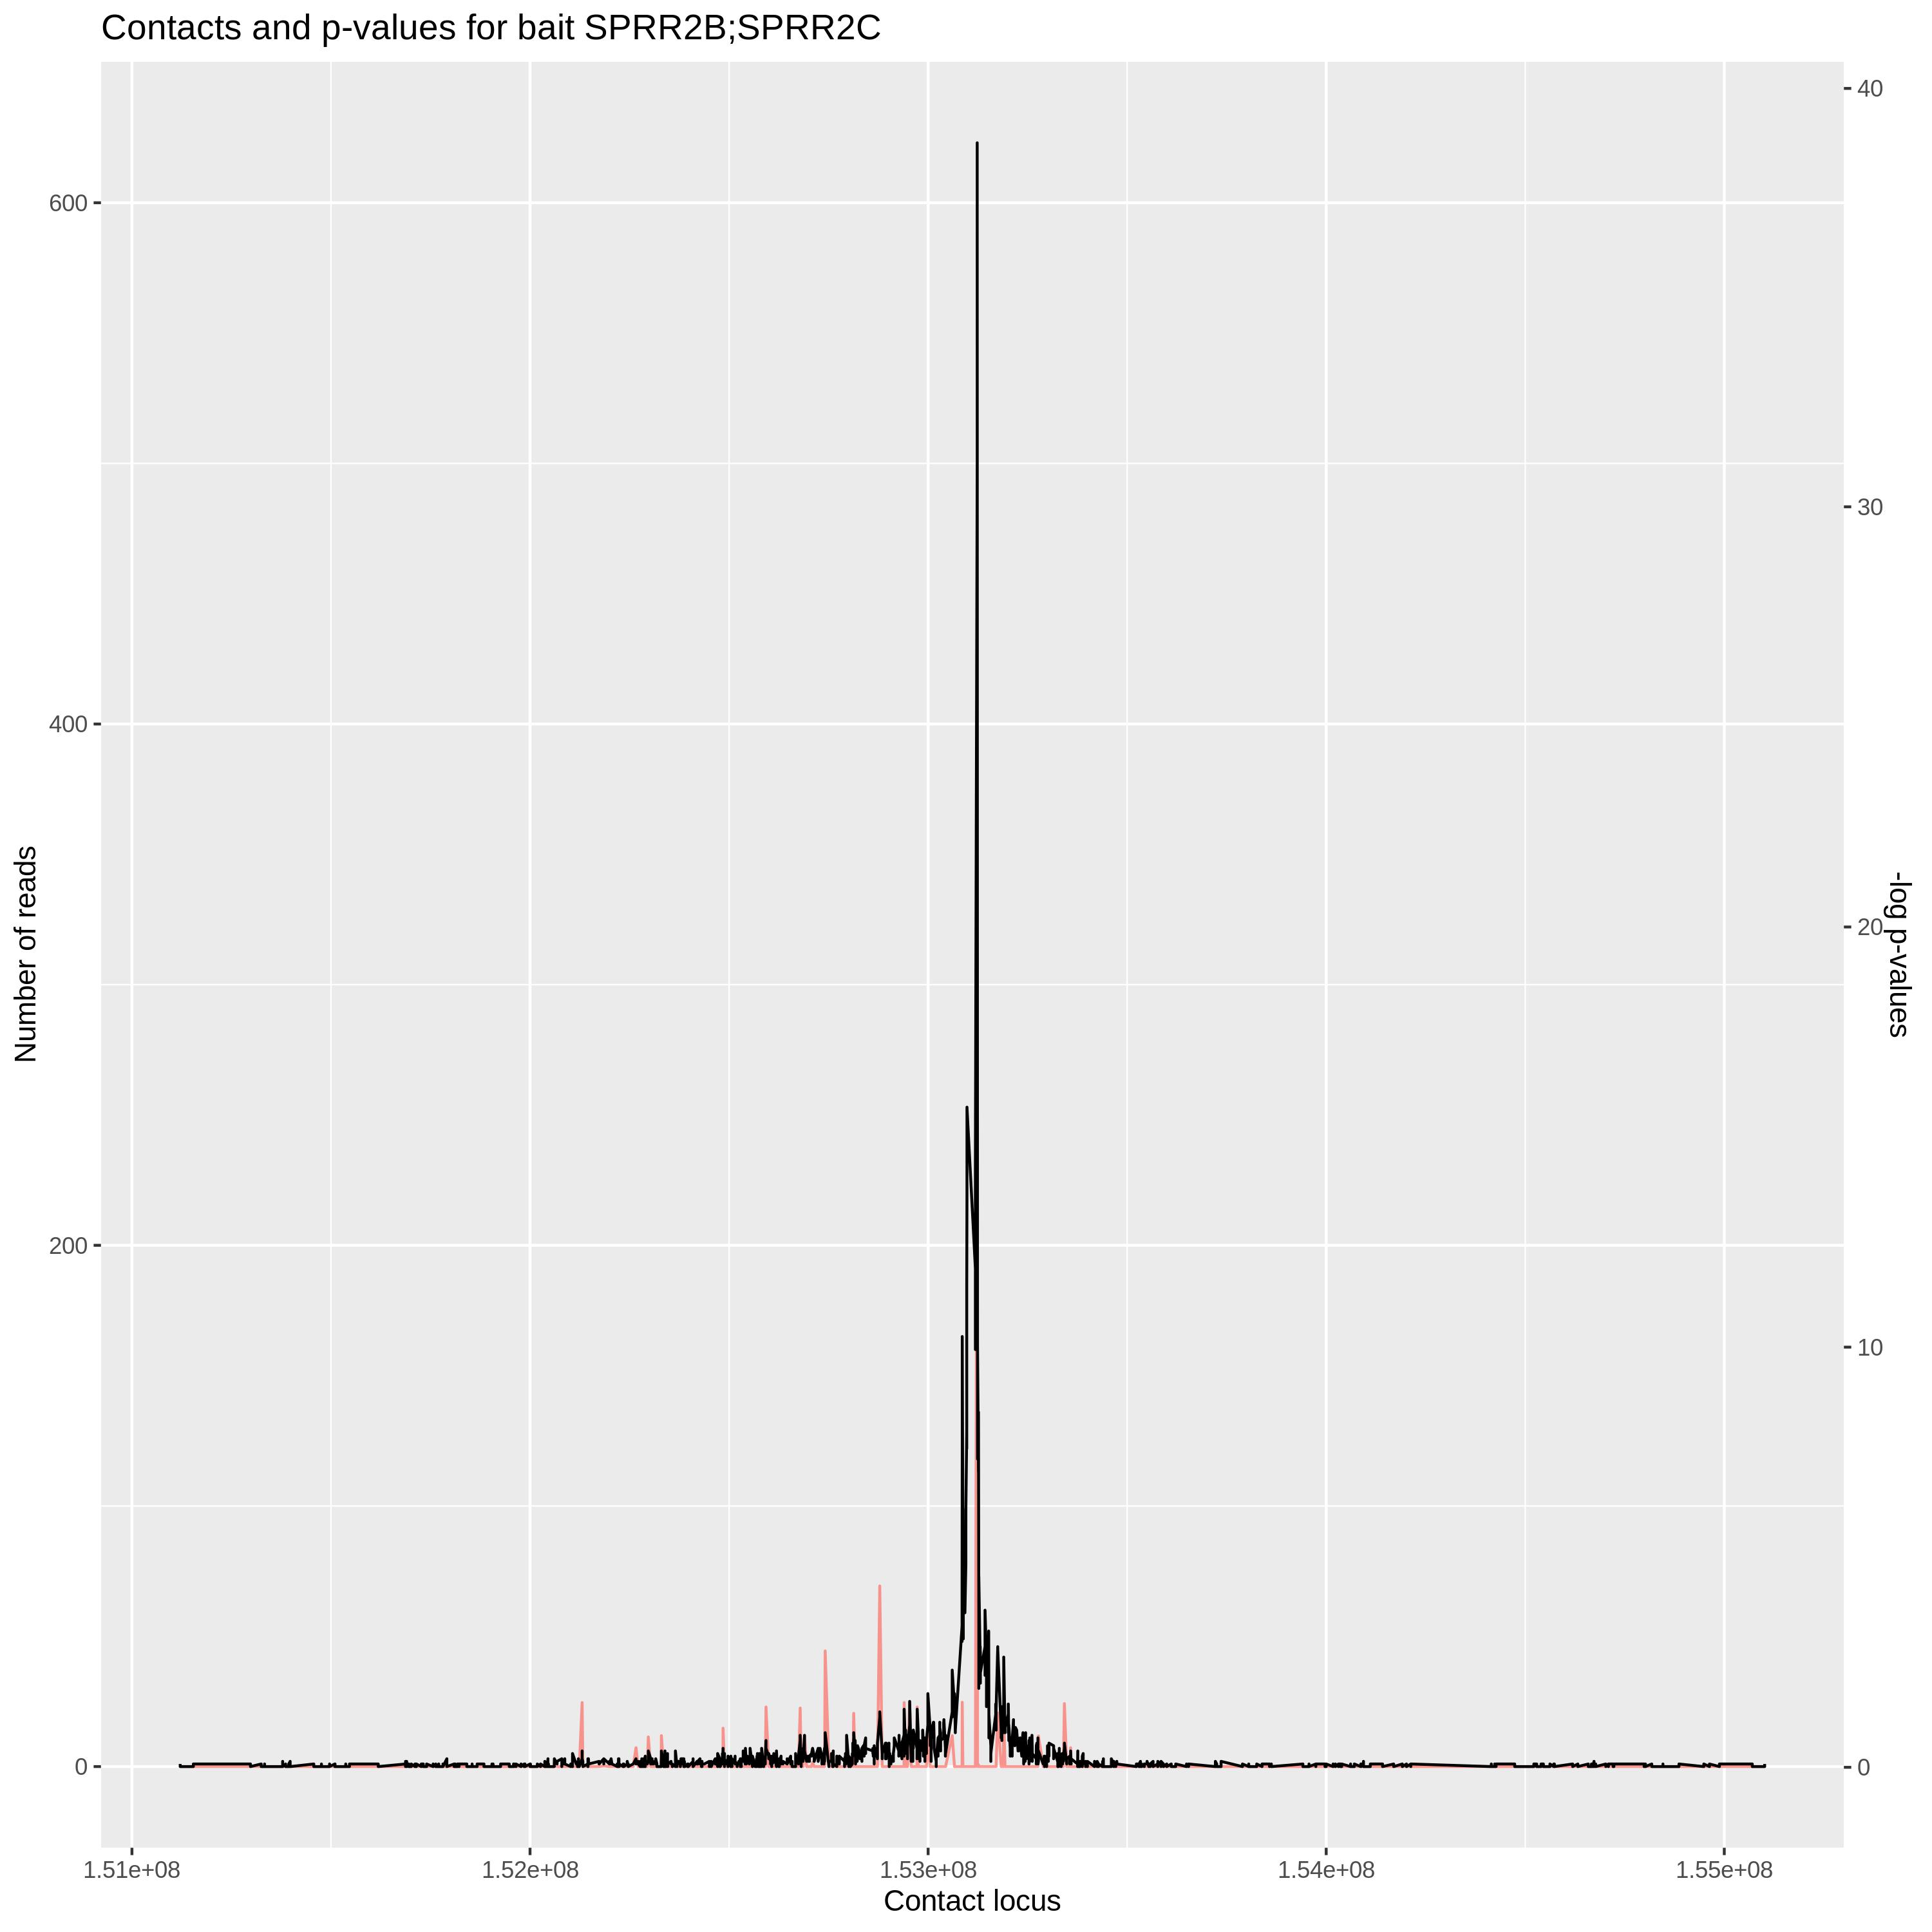 Contacts and p-values for bait SPRR2B;SPRR2C
40
600
30
400
Number of reads
-log p-values
20
200
10
0
0
1.51e+08
1.52e+08
1.53e+08
1.54e+08
1.55e+08
Contact locus